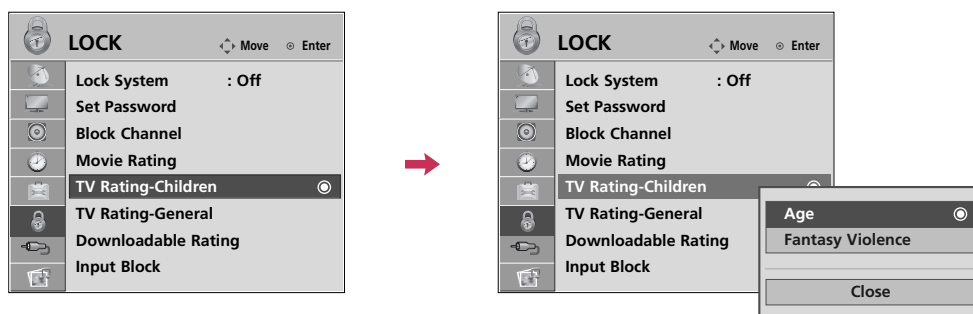 LOCK
Move Enter
Lock System : Off
Set Password
Block Channel
Movie Rating
TV Rating-Children
TV Rating-General
Downloadable Rating
Input Block
LOCK
Move Enter
Lock System : Off
Set Password
Block Channel
Movie Rating
TV Rating-Children
TV Rating-General
Downloadable Rating
Input Block
Age
Fantasy Violence
Close